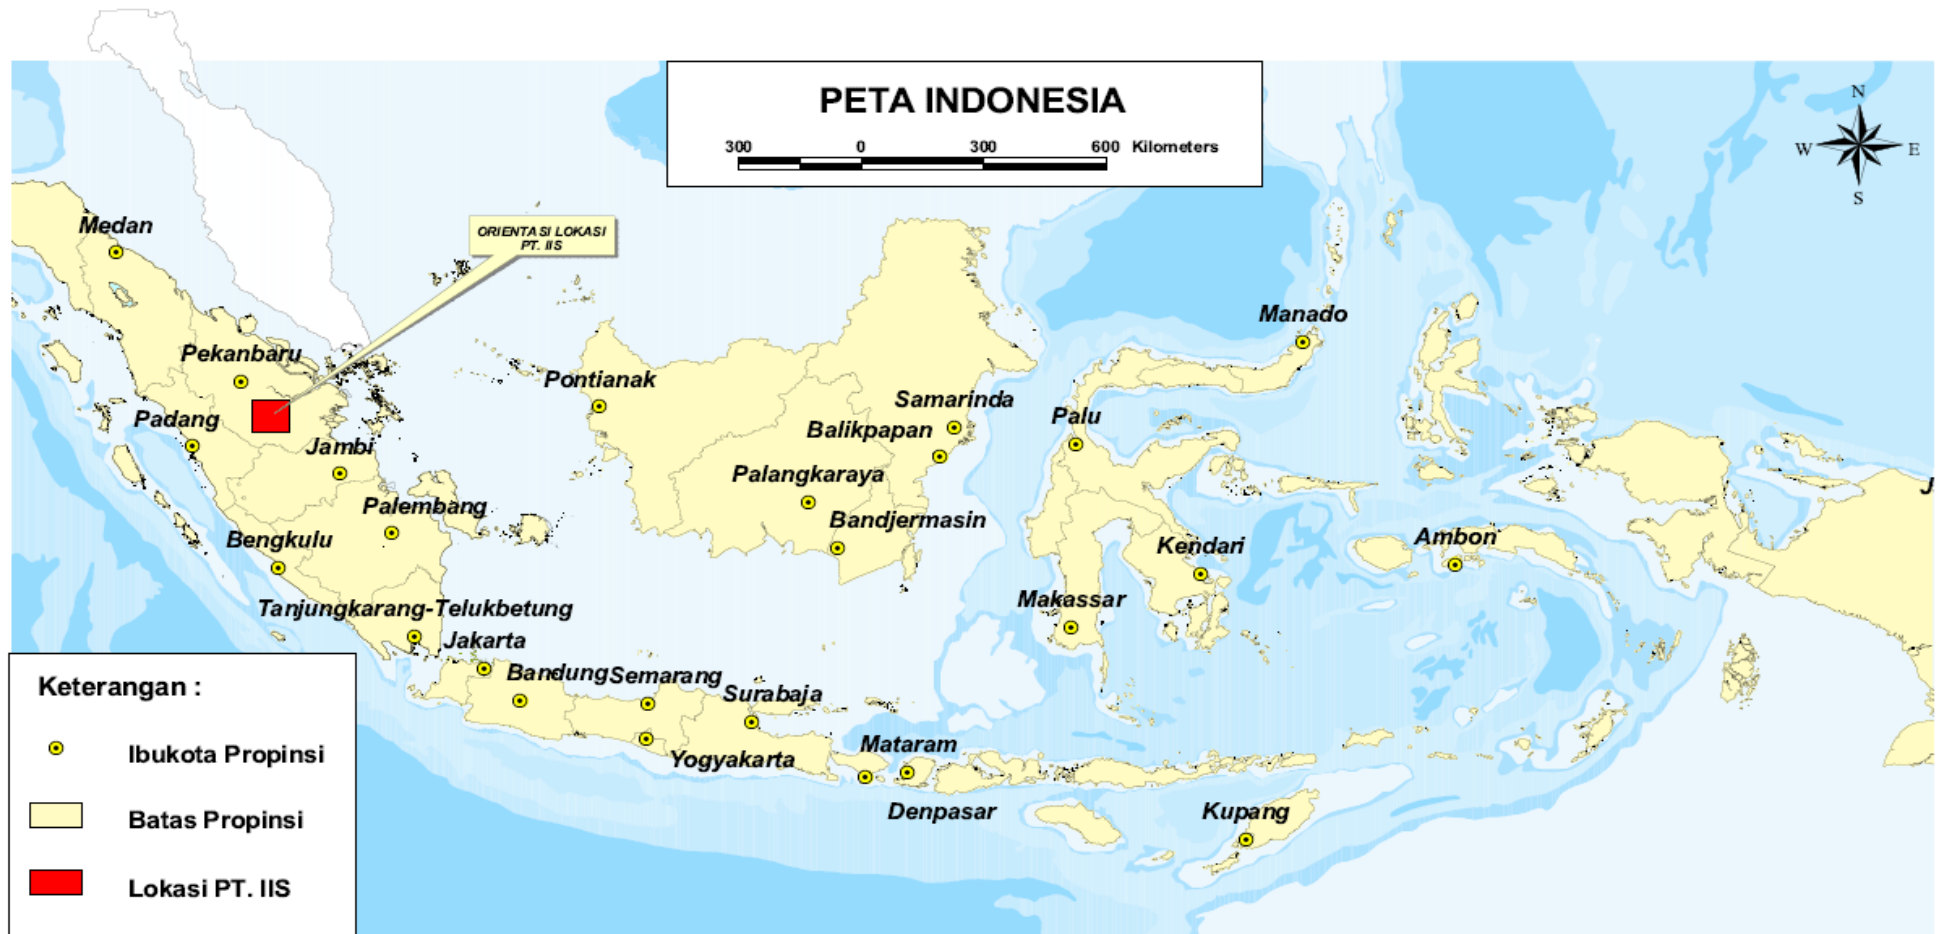 PETA INDONESIA
300 0 300 600 Kilometers
N
W E
S
ORIENTASI LOKASI
PT. IIS
Medan
Pekanbaru
Padang
Jambi
Palembang
Bengkulu
Tanjungkarang-Telukbetung
Jakarta
Bandung
Semarang
Surabaja
Yogyakarta
Mataram
Denpasar
Kupang
Pontianak
Samarinda
Balikpapan
Palangkaraya
Bandjermasin
Manado
Palu
Kendari
Makassar
Ambon
J
Keterangan :
Ibukota Propinsi
Batas Propinsi
Lokasi PT. IIS